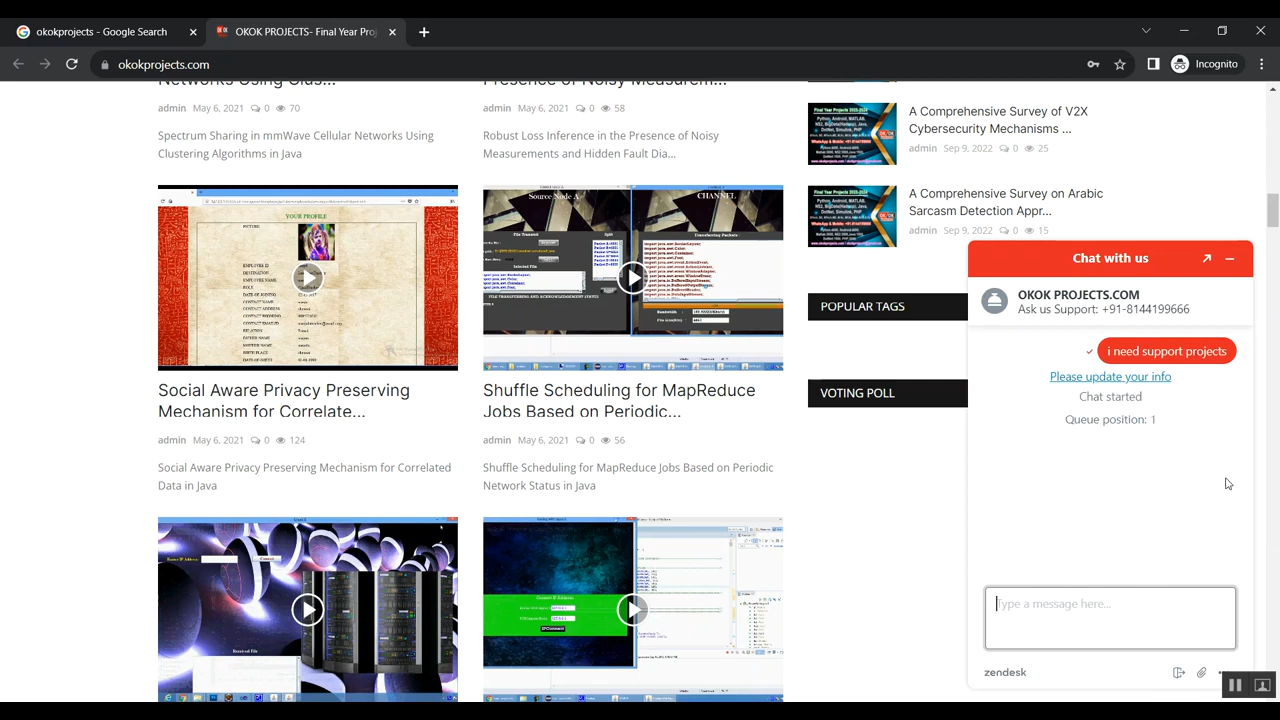 okokprojects - Google Search
OKOK PROJECTS- Final Year Proj
okokprojects.com
Incognito
Networks Using Clus...
Presence of Noisy Measurem...
admin May 6, 2021 0 70
admin May 6, 2021 0 58
Spectrum Sharing in mmWave Cellular Networks Using
Clustering Algorithms in Java
Robust Loss Inference in the Presence of Noisy
Measurements and Hidden Fault Dia...
A Comprehensive Survey of V2X
Cybersecurity Mechanisms ...
admin Sep 9, 2022 0 25
A Comprehensive Survey on Arabic
Sarcasm Detection Appr...
admin Sep 9, 2022 0 15
YOUR PROFILE
PICTURE
Source Node A
CHANNEL
Social Aware Privacy Preserving
Mechanism for Correlate...
admin May 6, 2021 0 124
Social Aware Privacy Preserving Mechanism for Correlated
Data in Java
Shuffle Scheduling for MapReduce
Jobs Based on Periodic...
admin May 6, 2021 0 56
Shuffle Scheduling for MapReduce Jobs Based on Periodic
Network Status in Java
POPULAR TAGS
VOTING POLL
Chat with us
OKOK PROJECTS.COM
Ask us Support +91 8144199666
i need support projects
Please update your info
Chat started
Queue position: 1
Type a message here...
zendesk